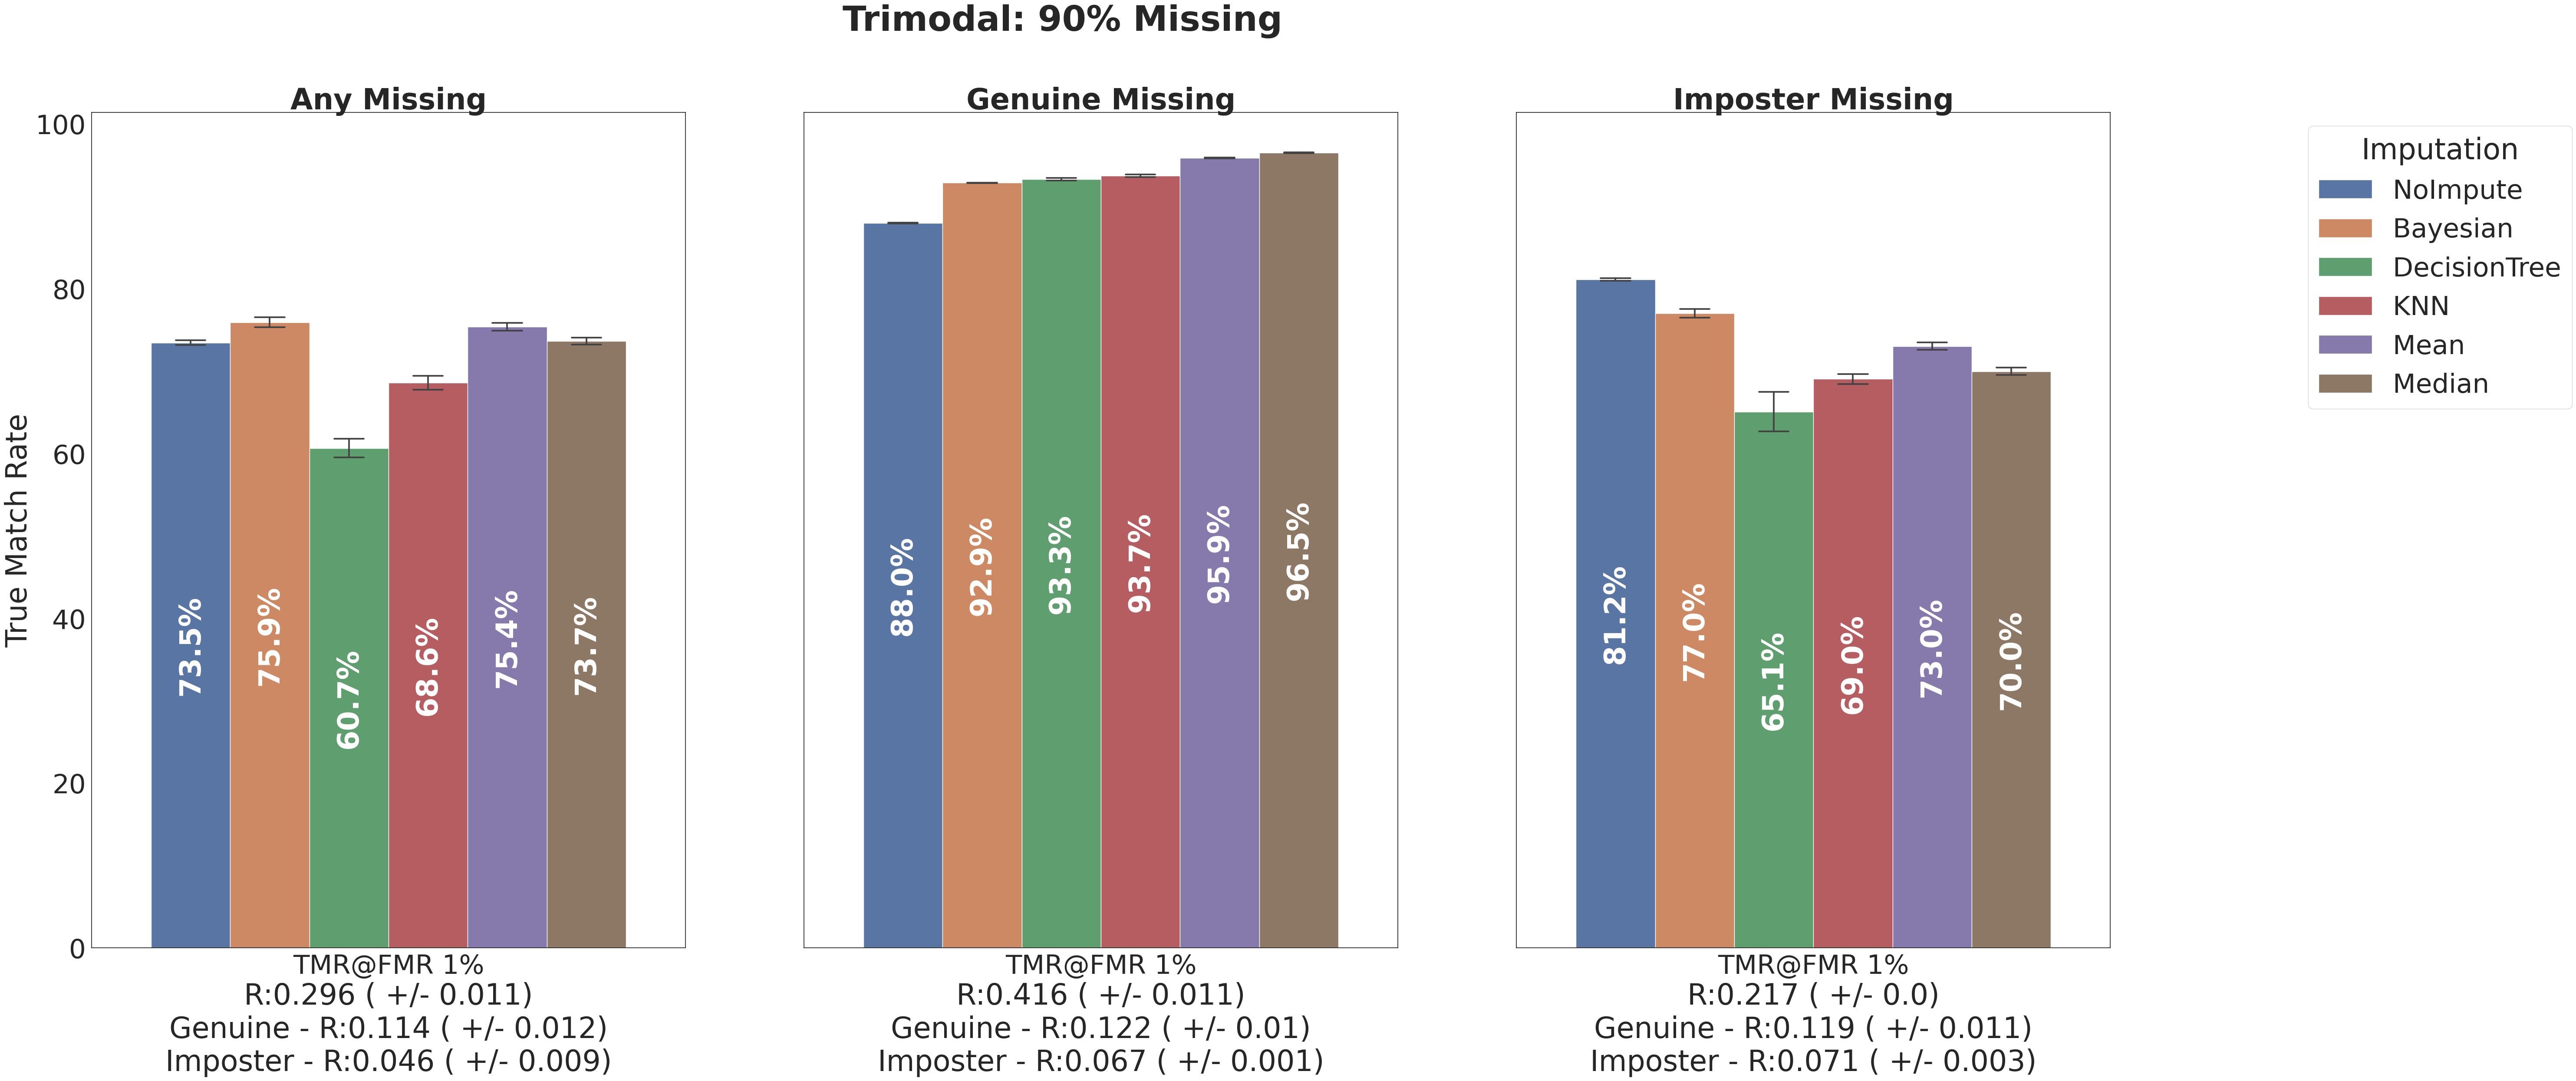 Trimodal: 90% Missing
Any Missing
Genuine Missing
Imposter Missing
True Match Rate
100
80
60
40
20
0
73.5%
75.9%
60.7%
68.6%
75.4%
73.7%
88.0%
92.9%
93.3%
93.7%
95.9%
96.5%
81.2%
77.0%
65.1%
69.0%
73.0%
70.0%
TMR@FMR 1%
R:0.296 ( +/- 0.011)
Genuine - R:0.114 ( +/- 0.012)
Imposter - R:0.046 ( +/- 0.009)
TMR@FMR 1%
R:0.416 ( +/- 0.011)
Genuine - R:0.122 ( +/- 0.01)
Imposter - R:0.067 ( +/- 0.001)
TMR@FMR 1%
R:0.217 ( +/- 0.0)
Genuine - R:0.119 ( +/- 0.011)
Imposter - R:0.071 ( +/- 0.003)
Imputation
NoImpute
Bayesian
DecisionTree
KNN
Mean
Median